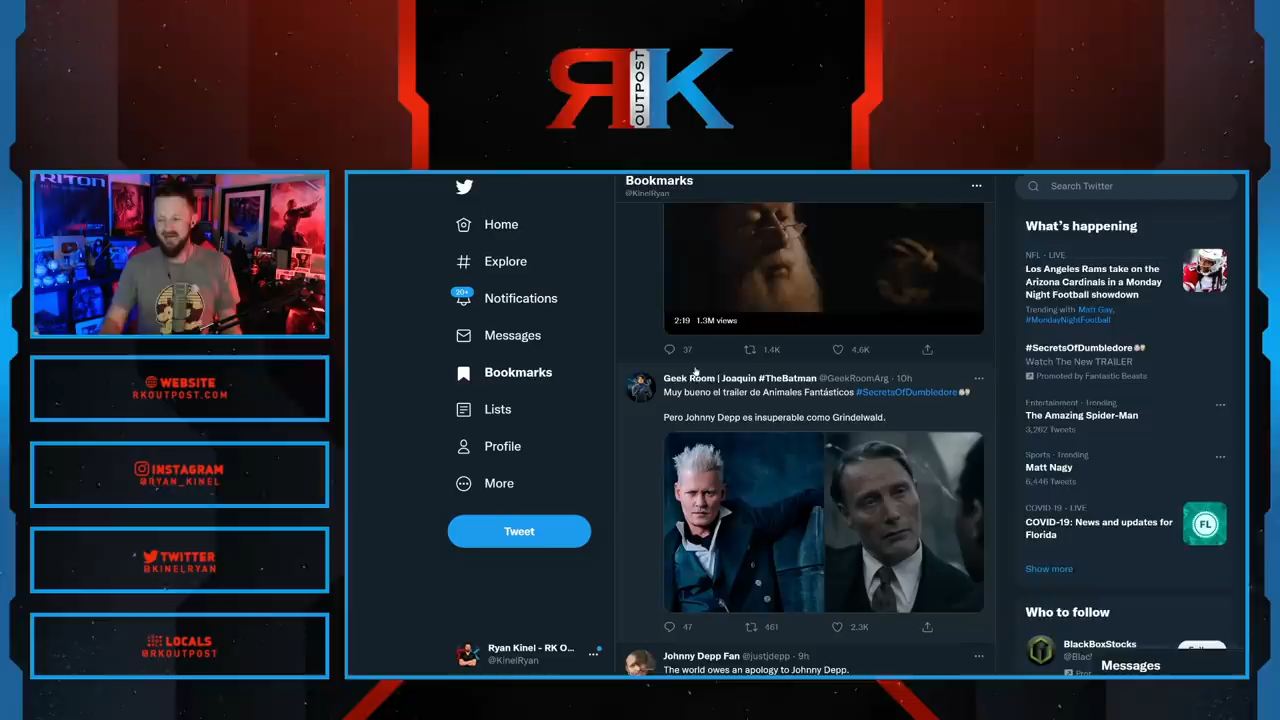 RK
OUTPOST
WEBSITE
RKOUTPOST.COM
INSTAGRAM
@RYAN_KINEL
TWITTER
@KINELRYAN
LOCALS
@RKOUTPOST
Home
Explore
20+
Notifications
Messages
Bookmarks
Lists
Profile
More
Tweet
Ryan Kinel - RK O...
@KinelRyan
Bookmarks
@KinelRyan
2:19 1.3M views
37 1.4K 4.6K
Geek Room | Joaquin #TheBatman @GeekRoomArg · 10h
Muy bueno el trailer de Animales Fantásticos #SecretsOfDumbledore
Pero Johnny Depp es insuperable como Grindelwald.
47 461 2.3K
Johnny Depp Fan @justjdepp · 9h
The world owes an apology to Johnny Depp.
Search Twitter
What's happening
NFL · LIVE
Los Angeles Rams take on the
Arizona Cardinals in a Monday
Night Football showdown
Trending with Matt Gay,
#MondayNightFootball
#SecretsOfDumbledore
Watch The New TRAILER
Promoted by Fantastic Beasts
Entertainment · Trending
The Amazing Spider-Man
3,262 Tweets
Sports · Trending
Matt Nagy
6,446 Tweets
COVID-19 · LIVE
COVID-19: News and updates for
Florida
FL
Show more
Who to follow
BlackBoxStocks
Messages